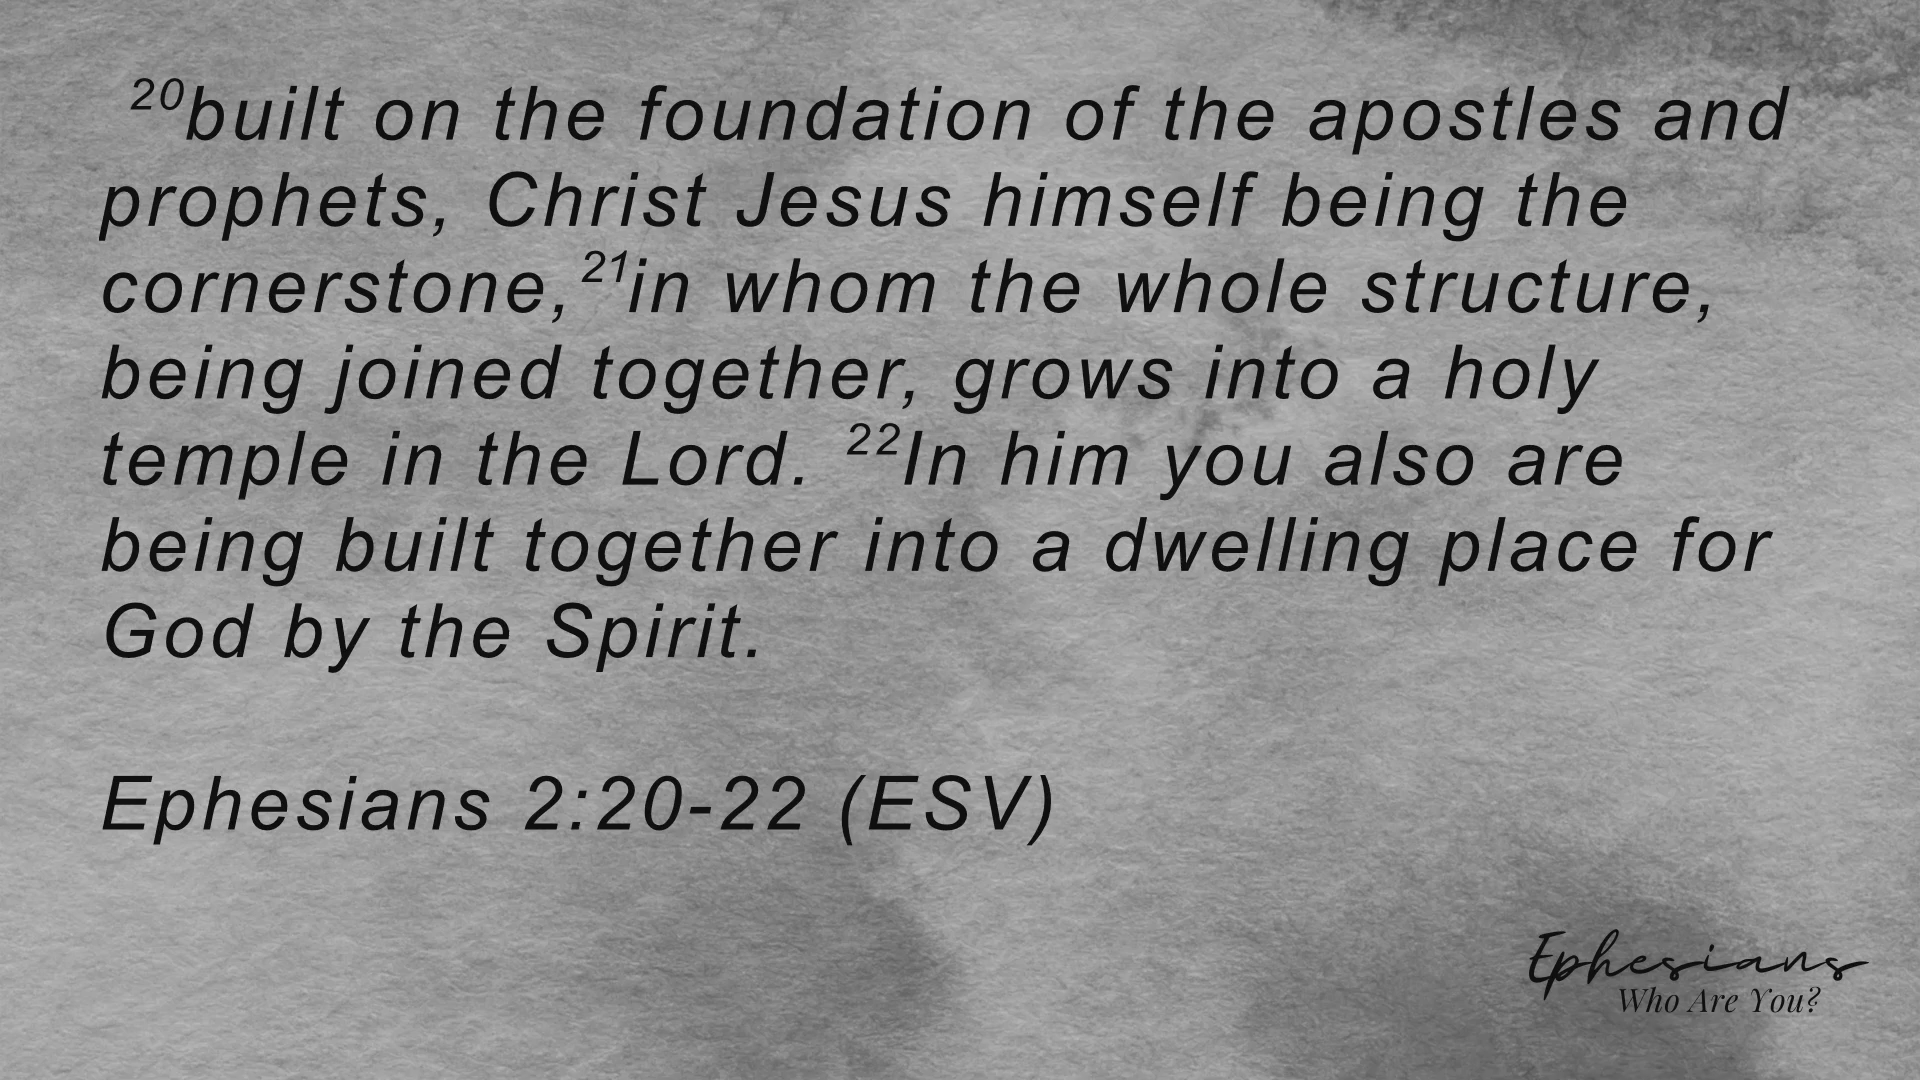 20built on the foundation of the apostles and
prophets, Christ Jesus himself being the
cornerstone, 21in whom the whole structure,
being joined together, grows into a holy
temple in the Lord. 22In him you also are
being built together into a dwelling place for
God by the Spirit.
Ephesians 2:20-22 (ESV)
Ephesians
Who Are You?